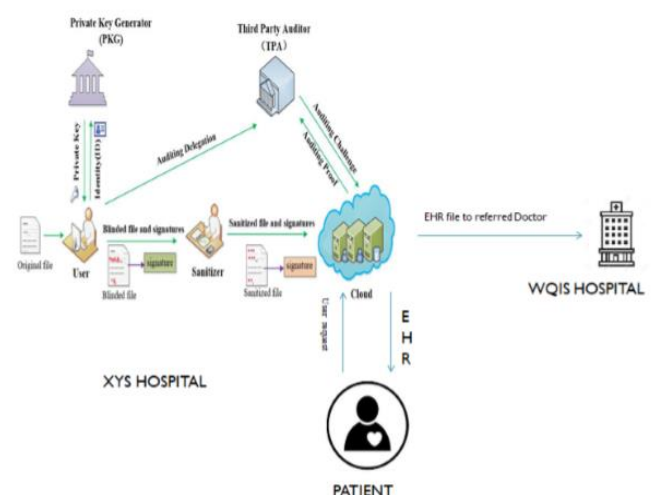 Private Key Generator
(PKG)
Third Party Auditor
(TPA)
Private Key
Identity(ID)
Auditing Delegation
Auditing Challenge
Auditing Proof
Original file
User
Blinded file and signatures
signature
Blinded file
Sanitizer
Sanitized file and signatures
signature
Sanitized file
Cloud
EHR file to referred Doctor
WQIS HOSPITAL
User request
E
H
R
XYS HOSPITAL
PATIENT